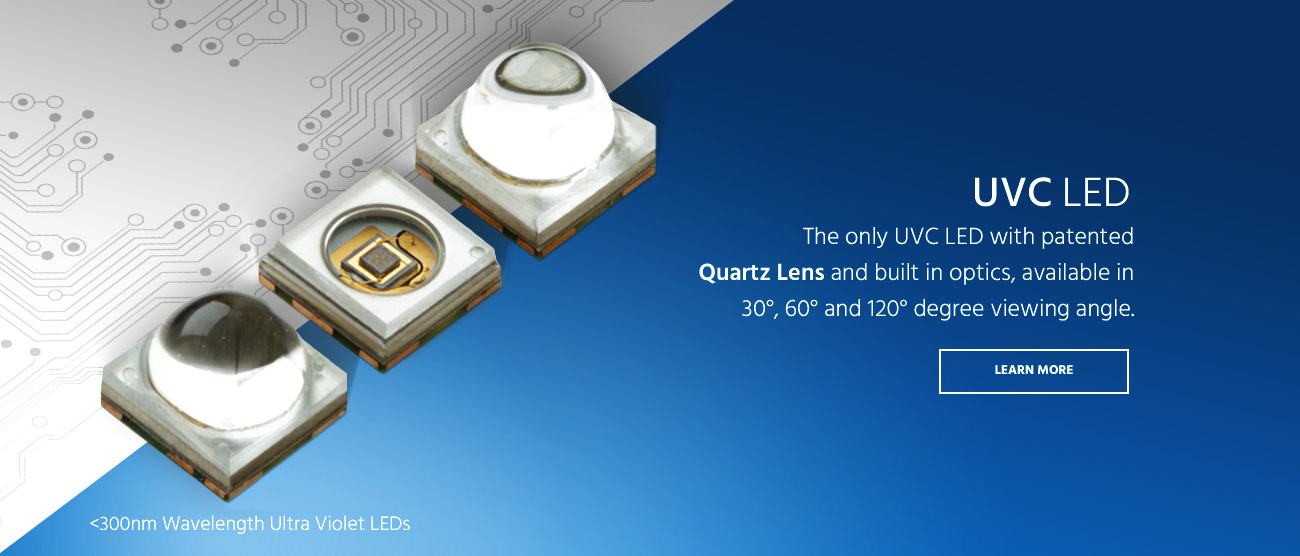 UVC LED
The only UVC LED with patented
Quartz Lens and built in optics, available in
30°, 60° and 120° degree viewing angle.
LEARN MORE
<300nm Wavelength Ultra Violet LEDs